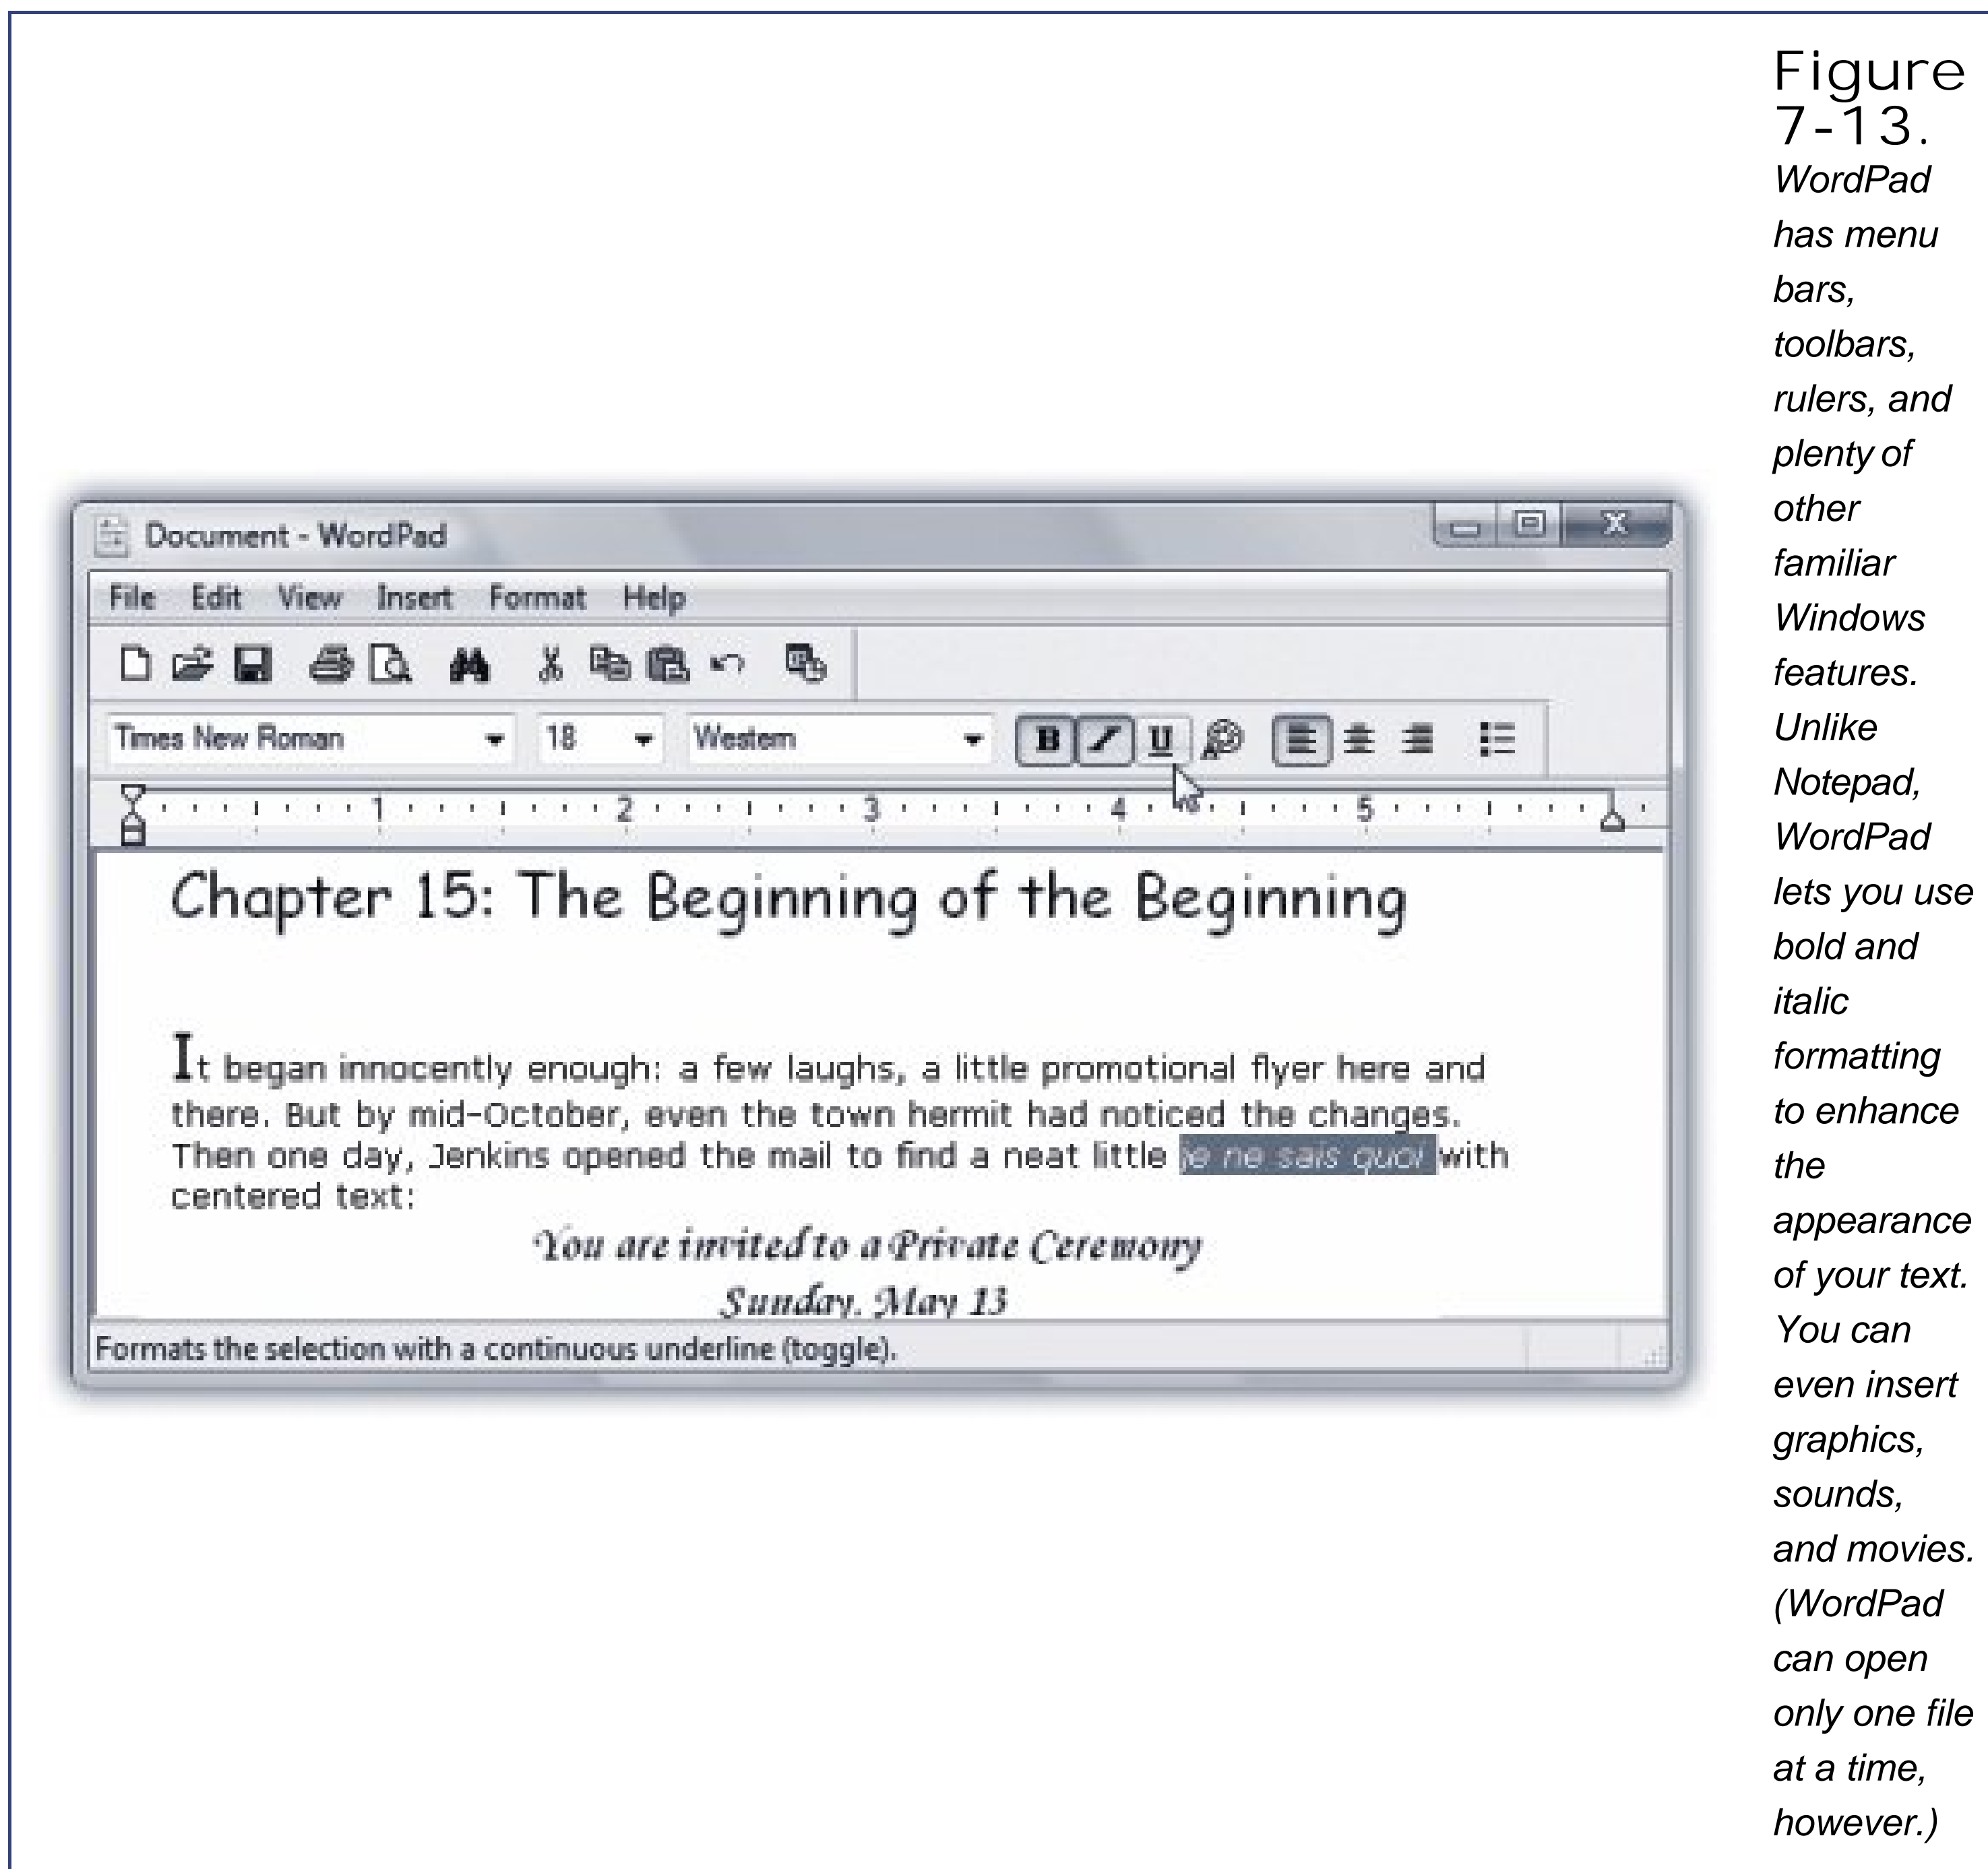 Document - WordPad
File Edit View Insert Format Help
Times New Roman 18 Western B I U
1 2 3 4 5
Chapter 15: The Beginning of the Beginning
It began innocently enough: a few laughs, a little promotional flyer here and
there. But by mid-October, even the town hermit had noticed the changes.
Then one day, Jenkins opened the mail to find a neat little je ne sais quoi with
centered text:
You are invited to a Private Ceremony
Sunday, May 13
Formats the selection with a continuous underline (toggle).
Figure
7-13.
WordPad
has menu
bars,
toolbars,
rulers, and
plenty of
other
familiar
Windows
features.
Unlike
Notepad,
WordPad
lets you use
bold and
italic
formatting
to enhance
the
appearance
of your text.
You can
even insert
graphics,
sounds,
and movies.
(WordPad
can open
only one file
at a time,
however.)